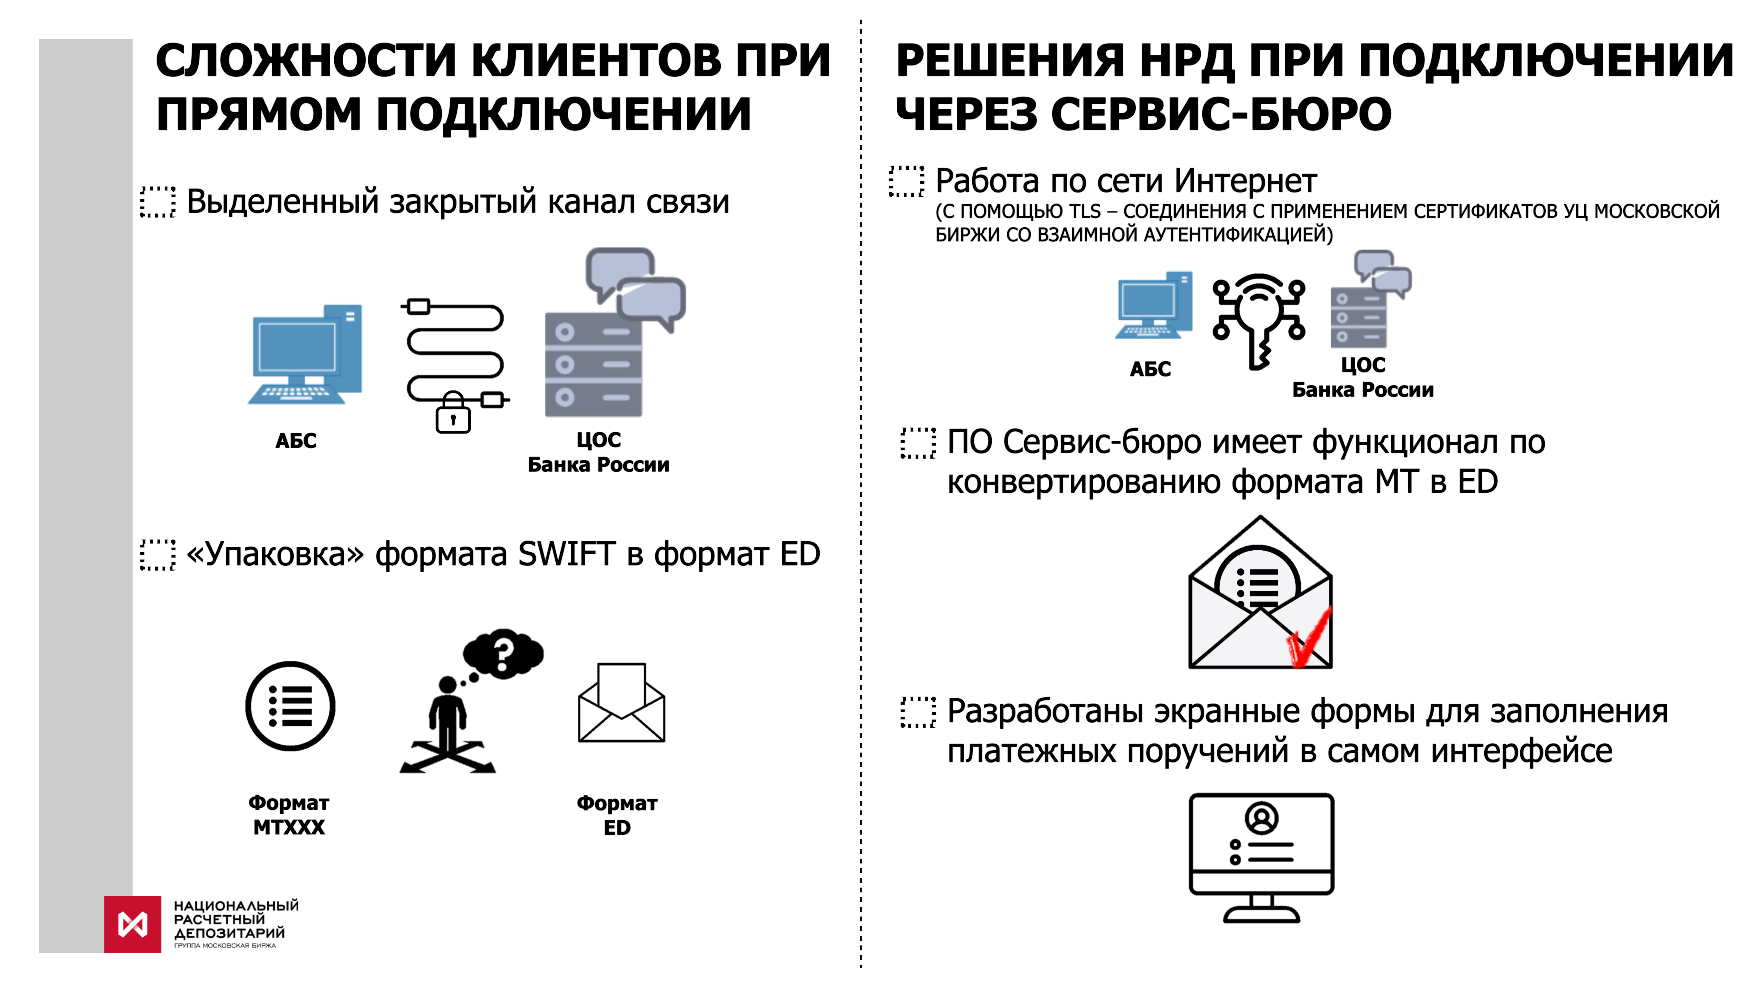 СЛОЖНОСТИ КЛИЕНТОВ ПРИ
ПРЯМОМ ПОДКЛЮЧЕНИИ
Выделенный закрытый канал связи
АБС
ЦОС
Банка России
«Упаковка» формата SWIFT в формат ED
?
Формат
МТХХХ
Формат
ED
НАЦИОНАЛЬНЫЙ
РАСЧЕТНЫЙ
ДЕПОЗИТАРИЙ
ГРУППА МОСКОВСКАЯ БИРЖА
РЕШЕНИЯ НРД ПРИ ПОДКЛЮЧЕНИИ
ЧЕРЕЗ СЕРВИС-БЮРО
Работа по сети Интернет
(С ПОМОЩЬЮ TLS – СОЕДИНЕНИЯ С ПРИМЕНЕНИЕМ СЕРТИФИКАТОВ УЦ МОСКОВСКОЙ
БИРЖИ СО ВЗАИМНОЙ АУТЕНТИФИКАЦИЕЙ)
АБС
ЦОС
Банка России
ПО Сервис-бюро имеет функционал по
конвертированию формата МТ в ED
Разработаны экранные формы для заполнения
платежных поручений в самом интерфейсе